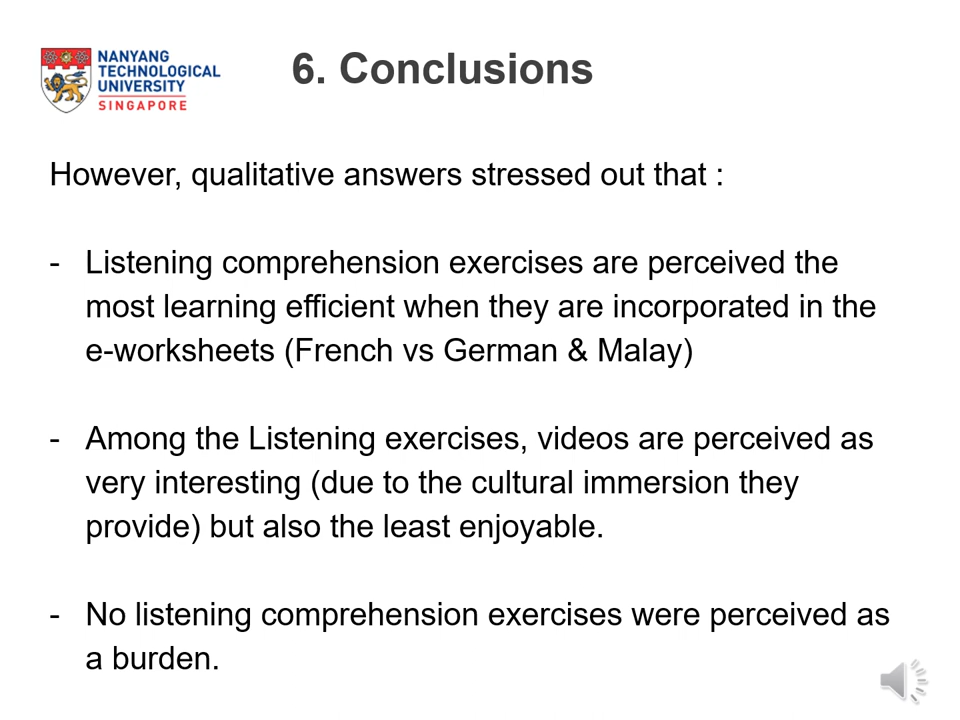 NANYANG
TECHNOLOGICAL
UNIVERSITY
SINGAPORE
6. Conclusions
However, qualitative answers stressed out that :
- Listening comprehension exercises are perceived the
most learning efficient when they are incorporated in the
e-worksheets (French vs German & Malay)
- Among the Listening exercises, videos are perceived as
very interesting (due to the cultural immersion they
provide) but also the least enjoyable.
- No listening comprehension exercises were perceived as
a burden.